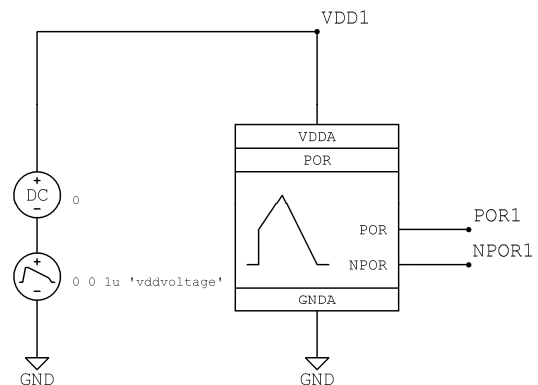 VDD1
VDDA
POR
DC
0
POR
POR1
NPOR
NPOR1
0 0 1u 'vddvoltage'
GNDA
GND
GND